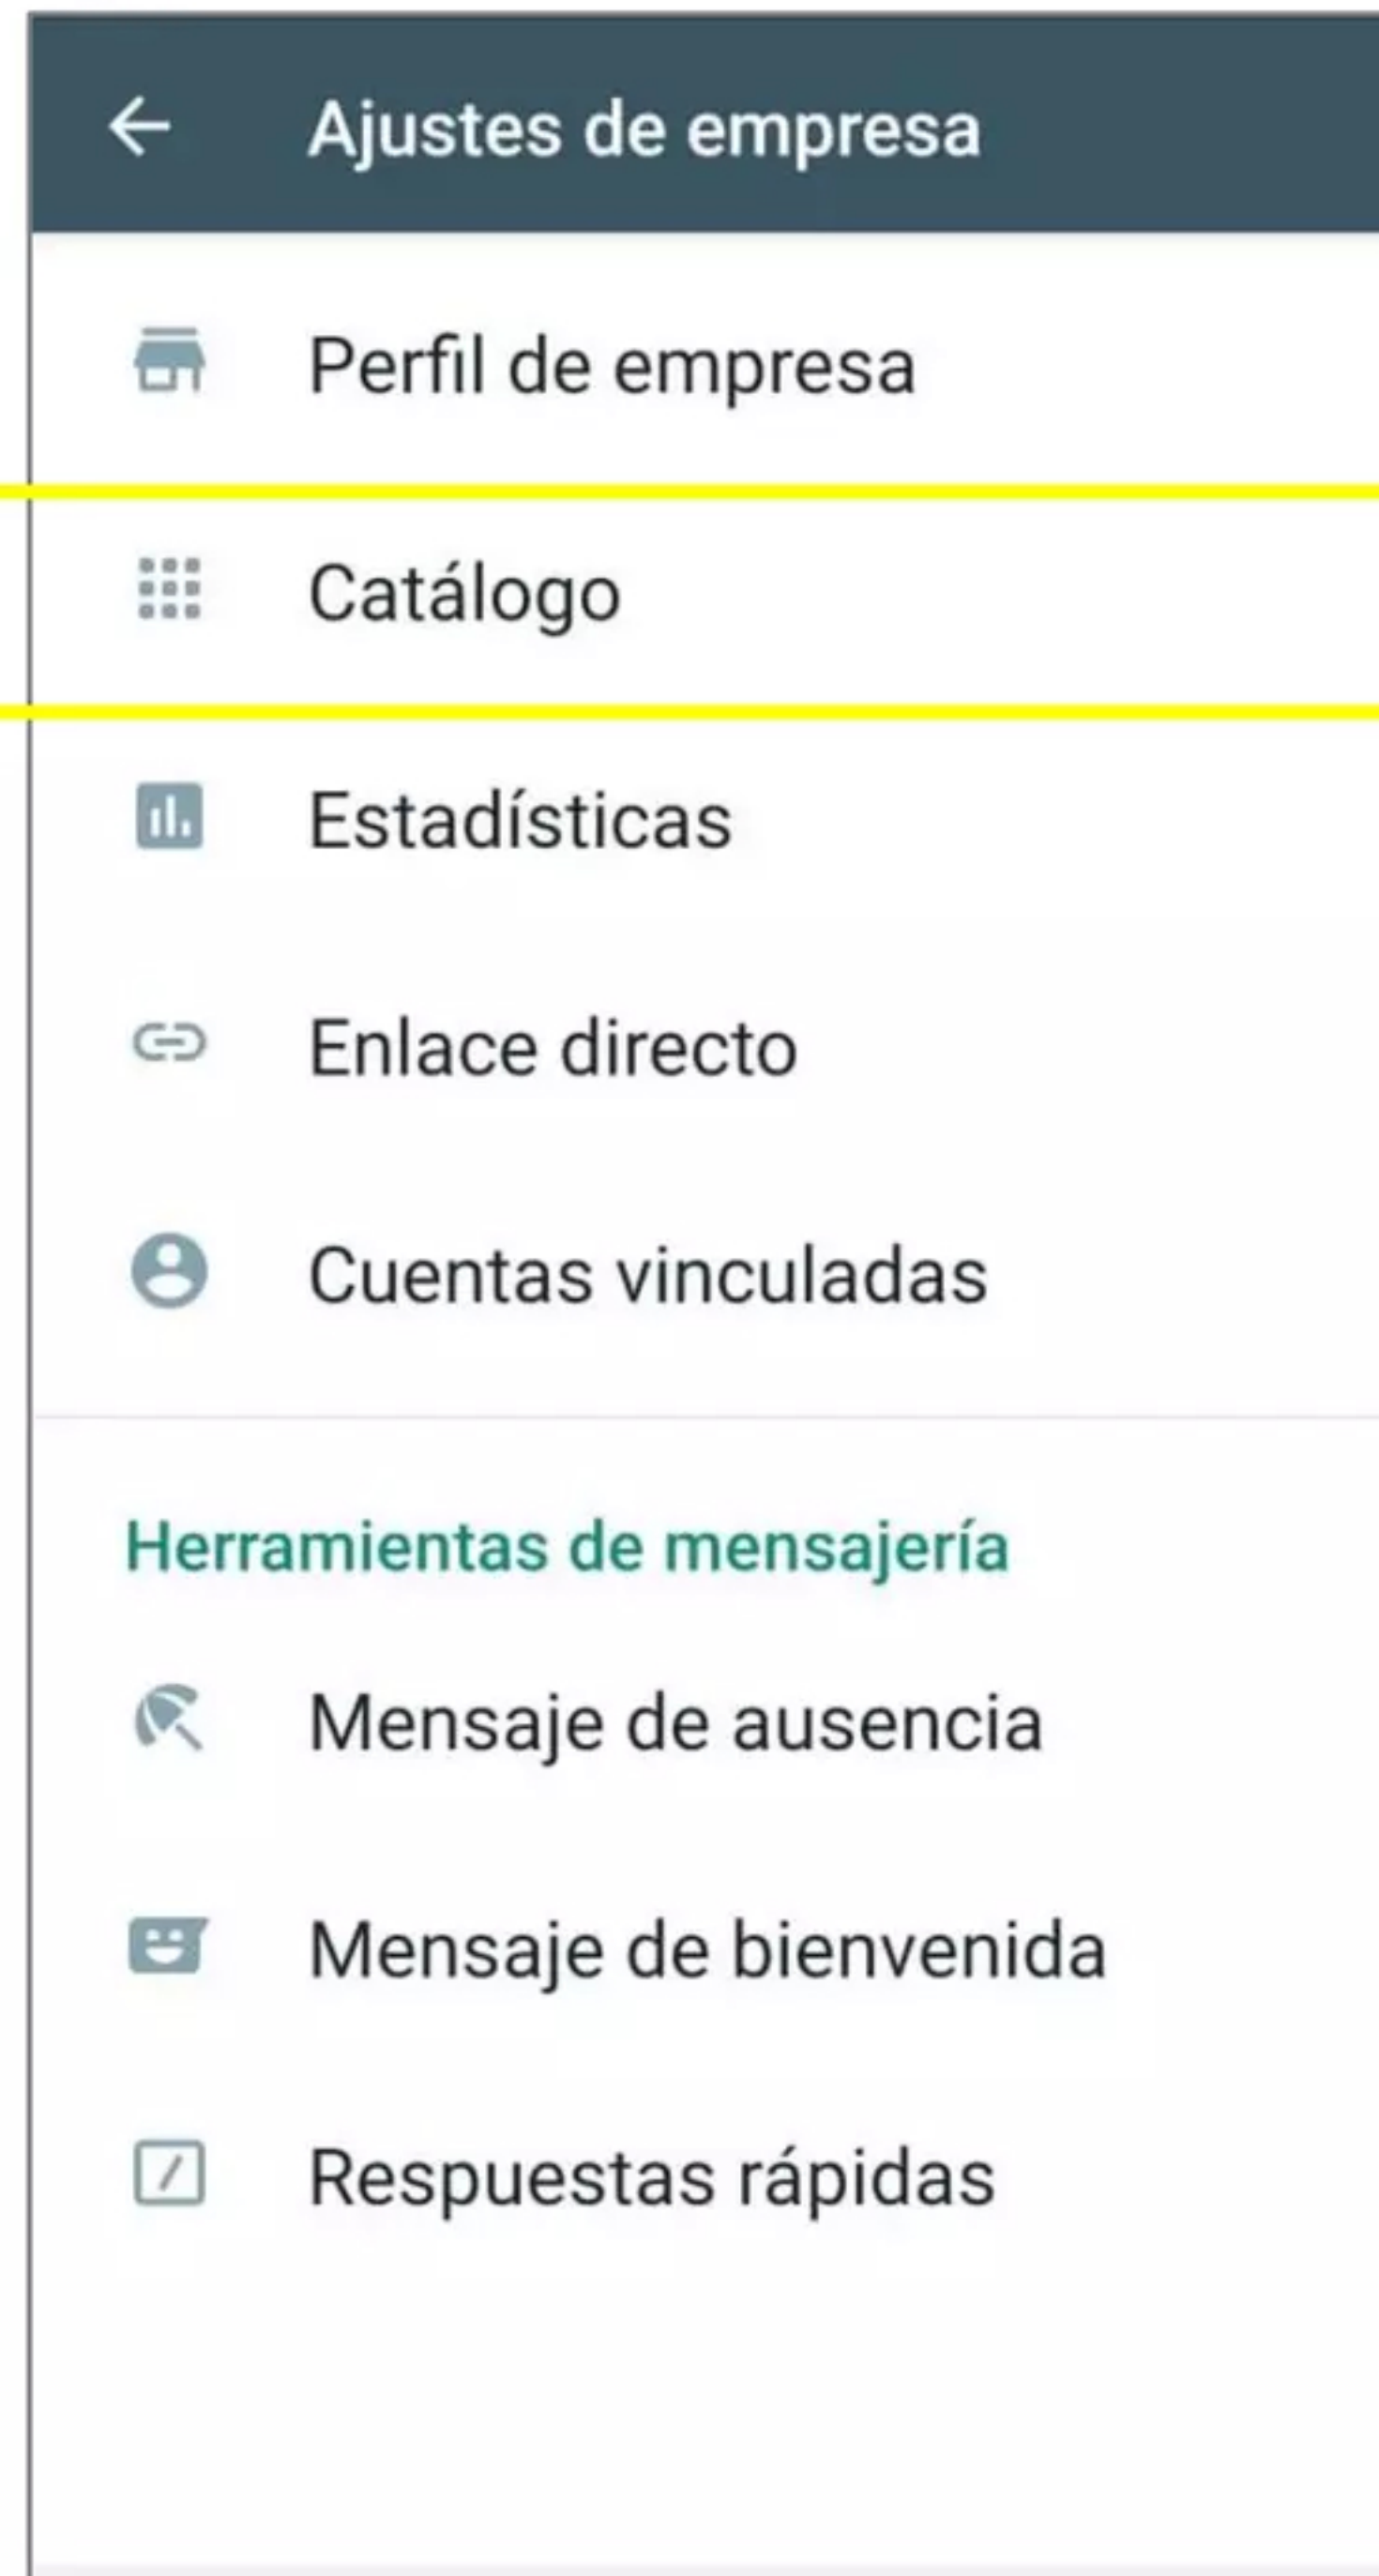 Ajustes de empresa
Perfil de empresa
Catálogo
Estadísticas
Enlace directo
Cuentas vinculadas
Herramientas de mensajería
Mensaje de ausencia
Mensaje de bienvenida
Respuestas rápidas